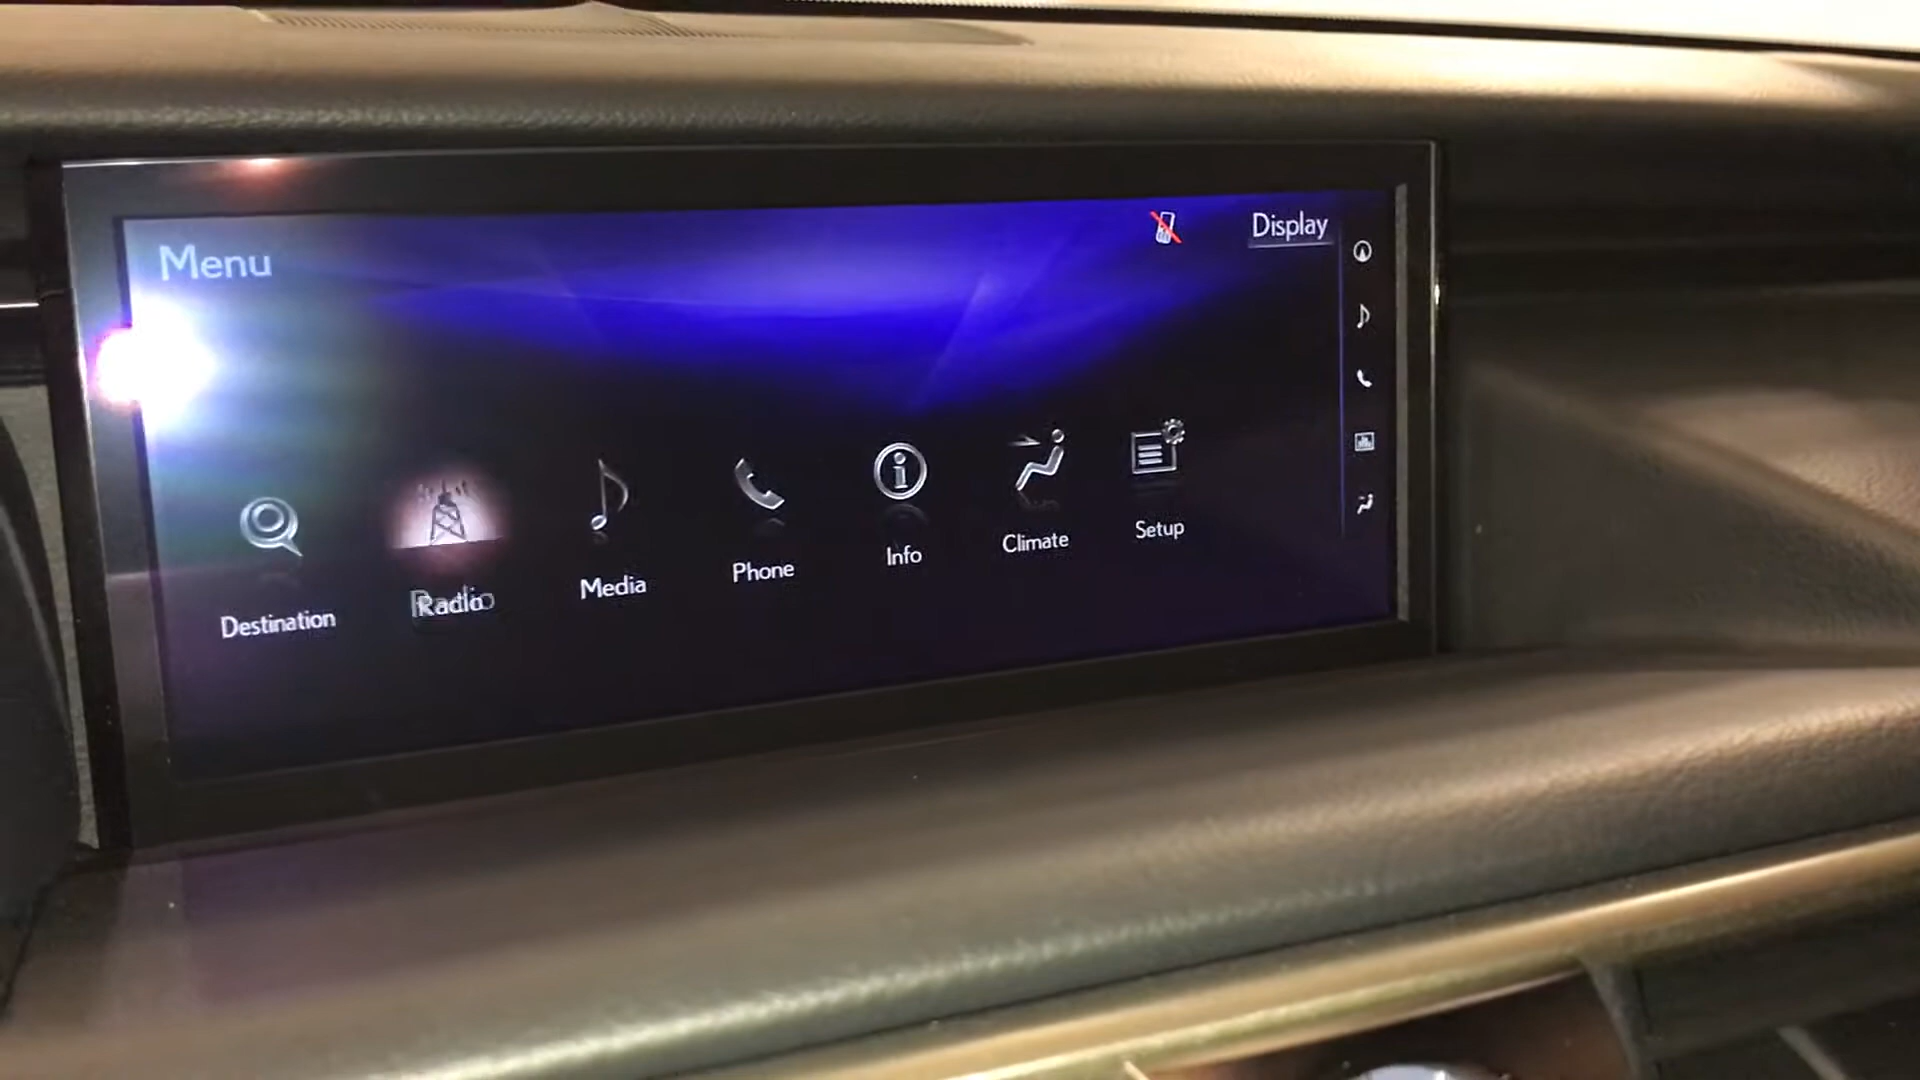 Menu
Display
Destination
Radio
Media
Phone
Info
Climate
Setup